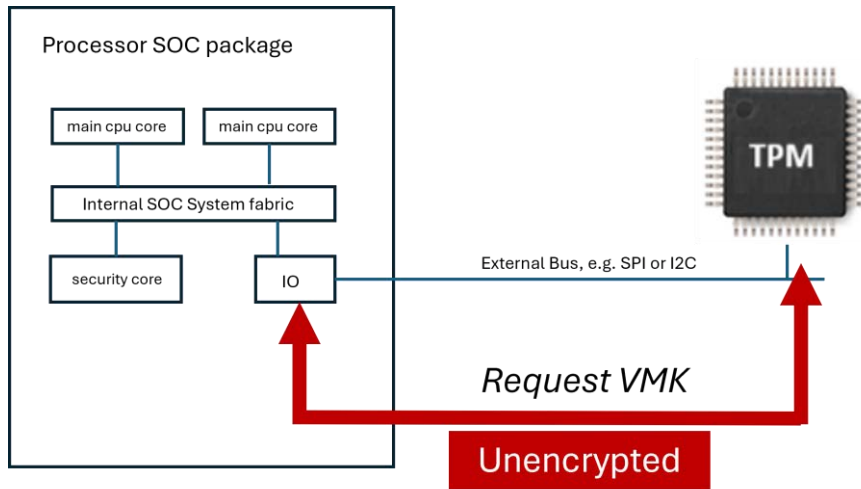 Processor SOC package
main cpu core
main cpu core
TPM
Internal SOC System fabric
External Bus, e.g. SPI or I2C
security core
IO
Request VMK
Unencrypted